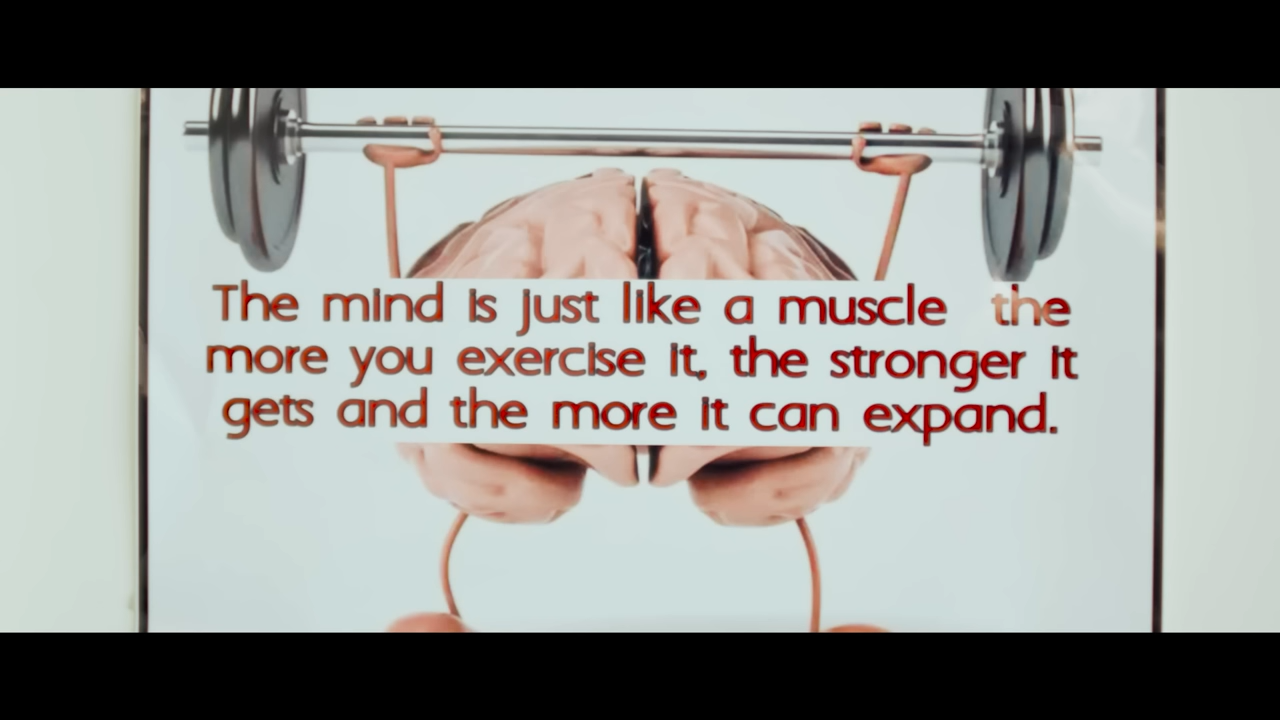 The mind is just like a muscle the
more you exercise it, the stronger it
gets and the more it can expand.